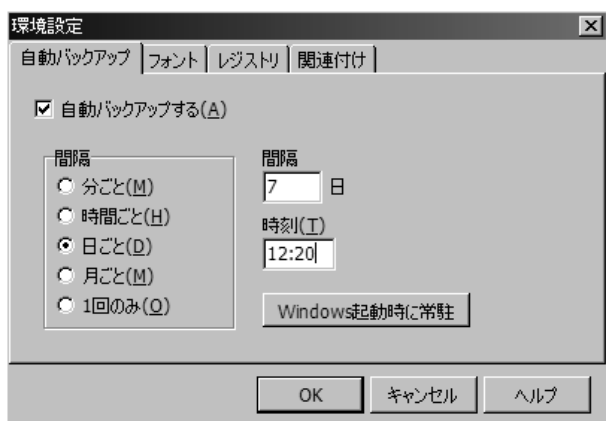 環境設定
自動バックアップ フォント レジストリ 関連付け
自動バックアップする(A)
間隔
分ごと(M)
時間ごと(H)
日ごと(D)
月ごと(M)
1回のみ(O)
間隔
7 日
時刻(T)
12:20
Windows起動時に常駐
OK キャンセル ヘルプ